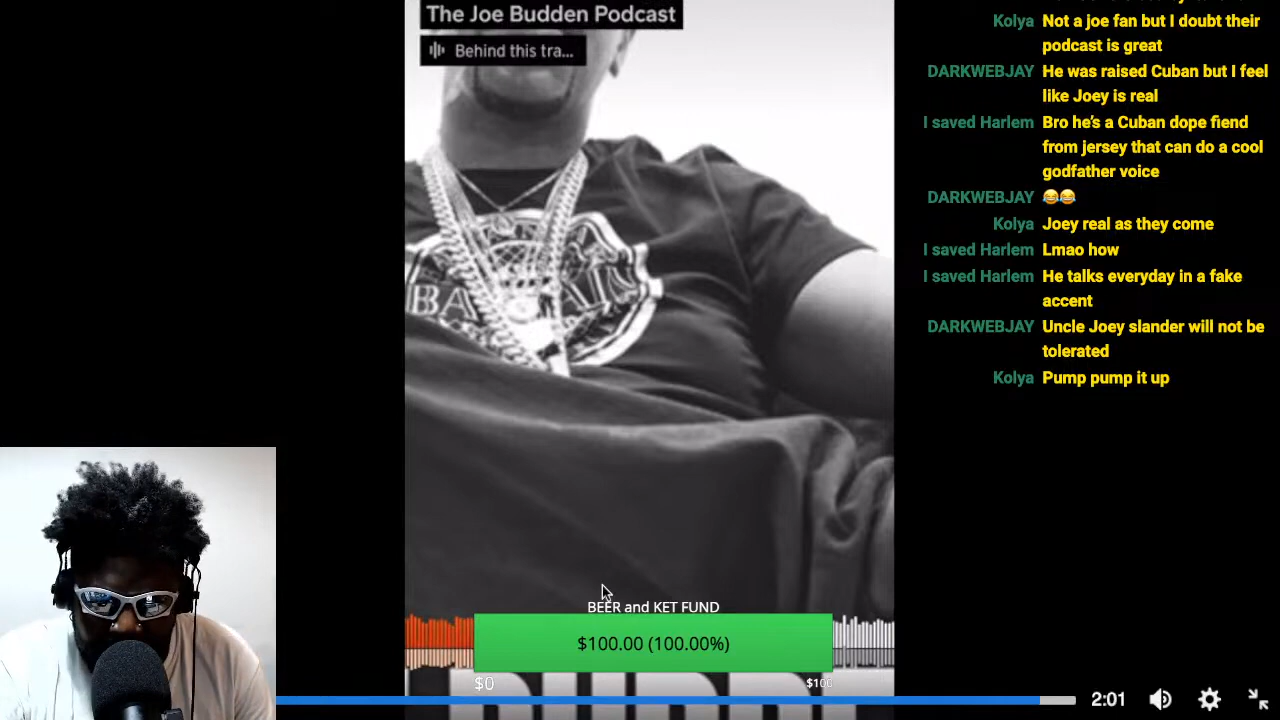 The Joe Budden Podcast
Behind this tra...
Kolya Not a joe fan but I doubt their
podcast is great
DARKWEBJAY He was raised Cuban but I feel
like Joey is real
I saved Harlem Bro he's a Cuban dope fiend
from jersey that can do a cool
godfather voice
DARKWEBJAY 😂😂
Kolya Joey real as they come
I saved Harlem Lmao how
I saved Harlem He talks everyday in a fake
accent
DARKWEBJAY Uncle Joey slander will not be
tolerated
Kolya Pump pump it up
BEER and KET FUND
$100.00 (100.00%)
$0
$100
2:01